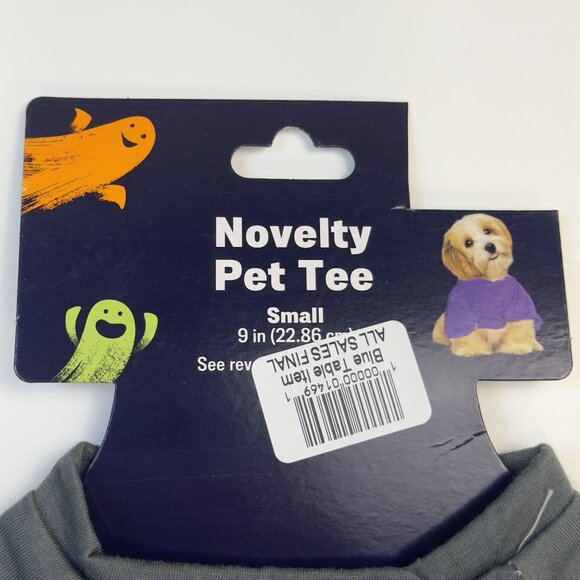 Novelty
Pet Tee
Small
9 in (22.86 cm)
See rev
Blue Table Item
ALL SALES FINAL
1 00000 01469 1